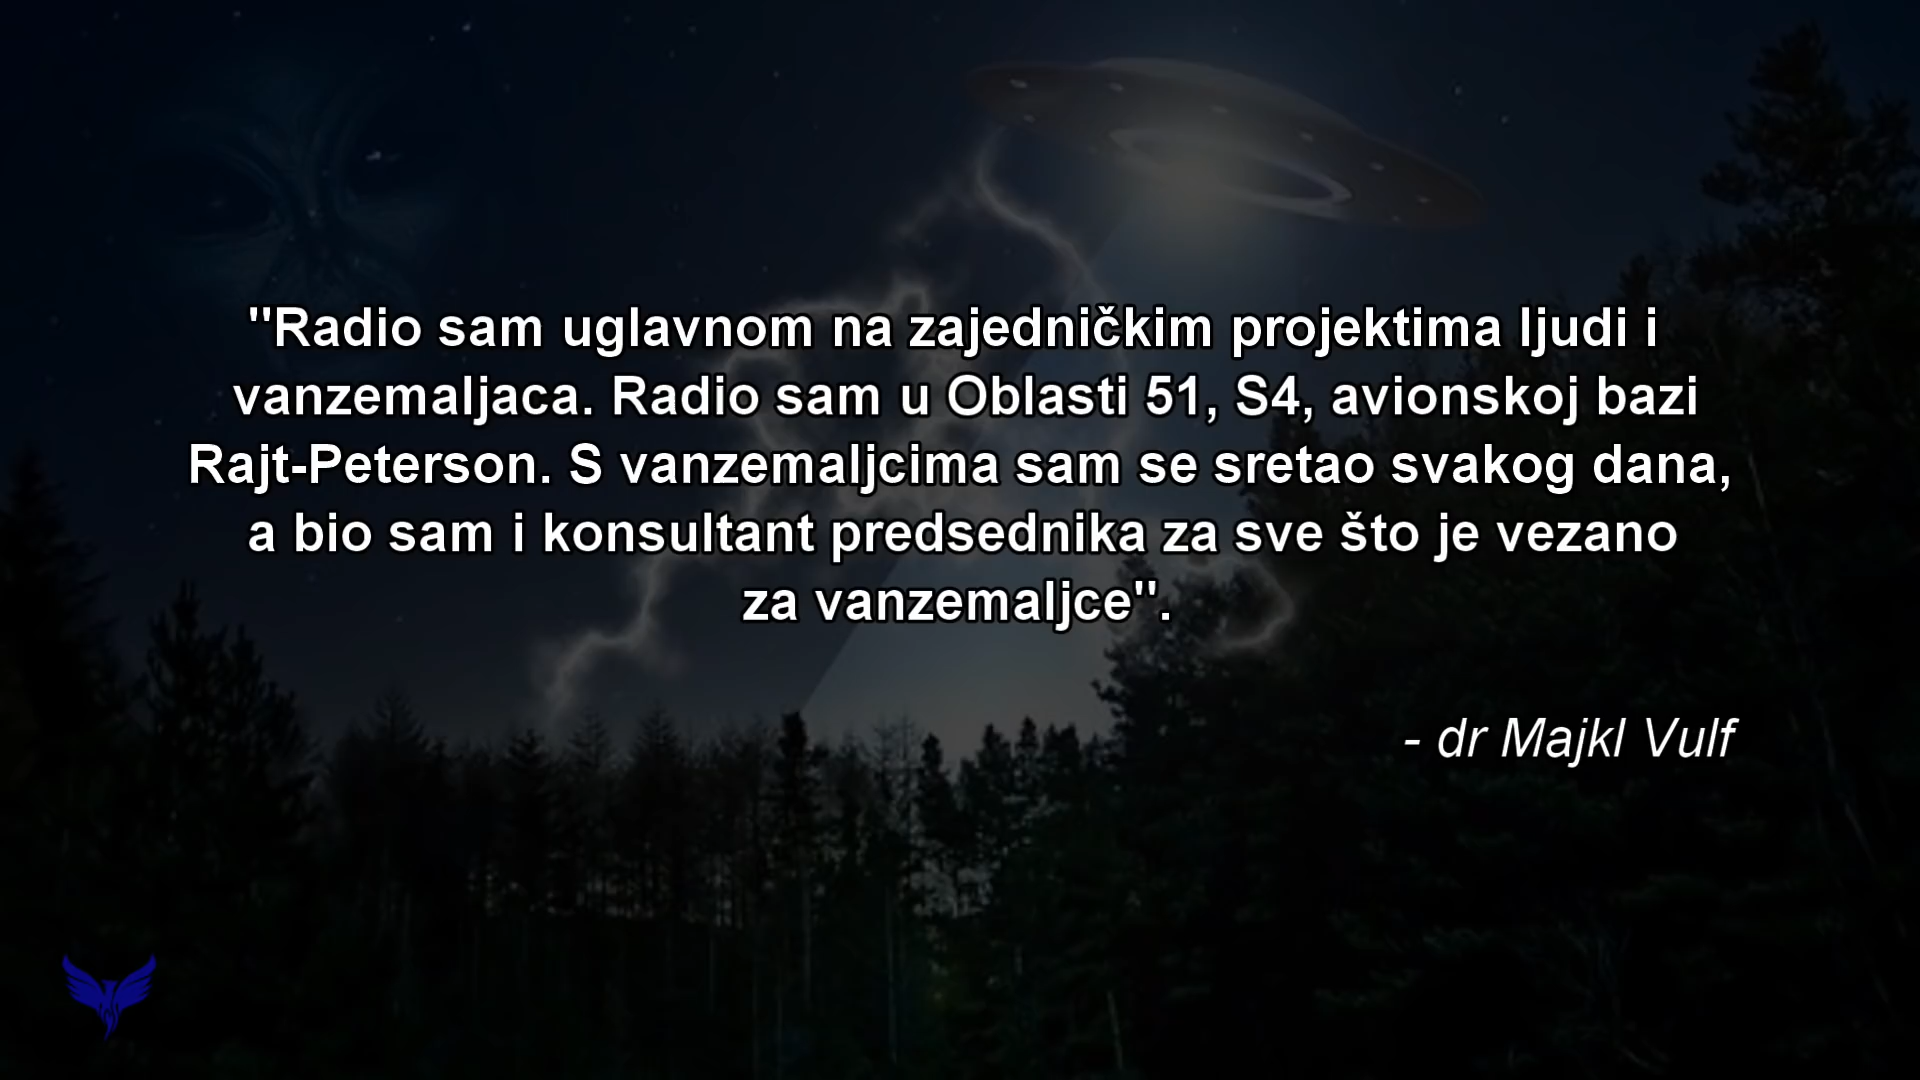 "Radio sam uglavnom na zajedničkim projektima ljudi i
vanzemaljaca. Radio sam u Oblasti 51, S4, avionskoj bazi
Rajt-Peterson. S vanzemaljcima sam se sretao svakog dana,
a bio sam i konsultant predsednika za sve što je vezano
za vanzemaljce".
- dr Majkl Vulf